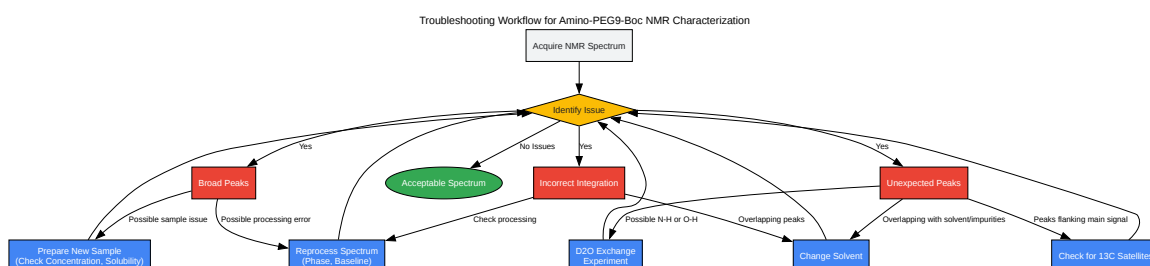 Troubleshooting Workflow for Amino-PEG9-Boc NMR Characterization
Acquire NMR Spectrum
Identify Issue
Yes
No Issues
Yes
Yes
Broad Peaks
Acceptable Spectrum
Incorrect Integration
Unexpected Peaks
Possible sample issue
Possible processing error
Check processing
Possible N-H or O-H
Overlapping peaks
Overlapping with solvent/impurities
Peaks flanking main signal
Prepare New Sample
(Check Concentration, Solubility)
Reprocess Spectrum
(Phase, Baseline)
D2O Exchange
Experiment
Change Solvent
Check for 13C Satellites